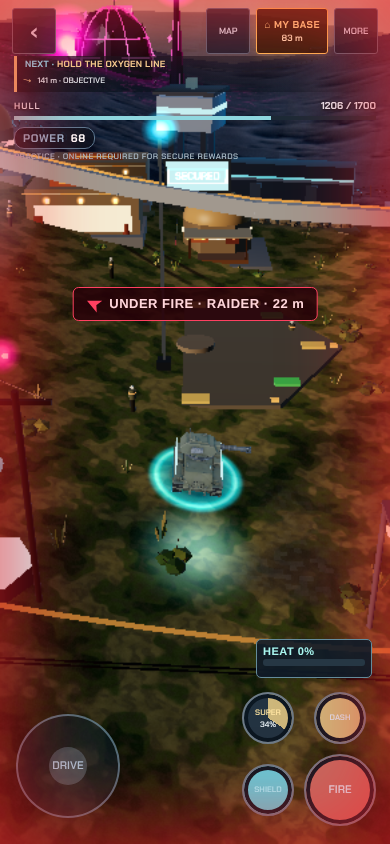 MAP
⌂ MY BASE
83 m
MORE
NEXT · HOLD THE OXYGEN LINE
→ 141 m · OBJECTIVE
HULL
1206 / 1700
POWER 68
PRACTICE · ONLINE REQUIRED FOR SECURE REWARDS
SECURED
UNDER FIRE · RAIDER · 22 m
HEAT 0%
SUPER
34%
DASH
DRIVE
SHIELD
FIRE